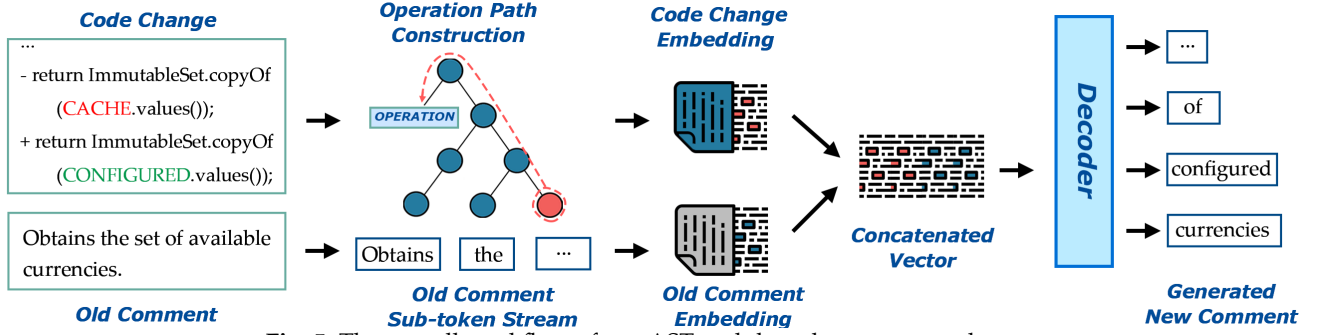 Code Change
...
- return ImmutableSet.copyOf
(CACHE.values());
+ return ImmutableSet.copyOf
(CONFIGURED.values());
Obtains the set of available
currencies.
Old Comment
Operation Path
Construction
OPERATION
Obtains the ...
Old Comment
Sub-token Stream
Code Change
Embedding
Old Comment
Embedding
Concatenated
Vector
Decoder
...
of
configured
currencies
Generated
New Comment